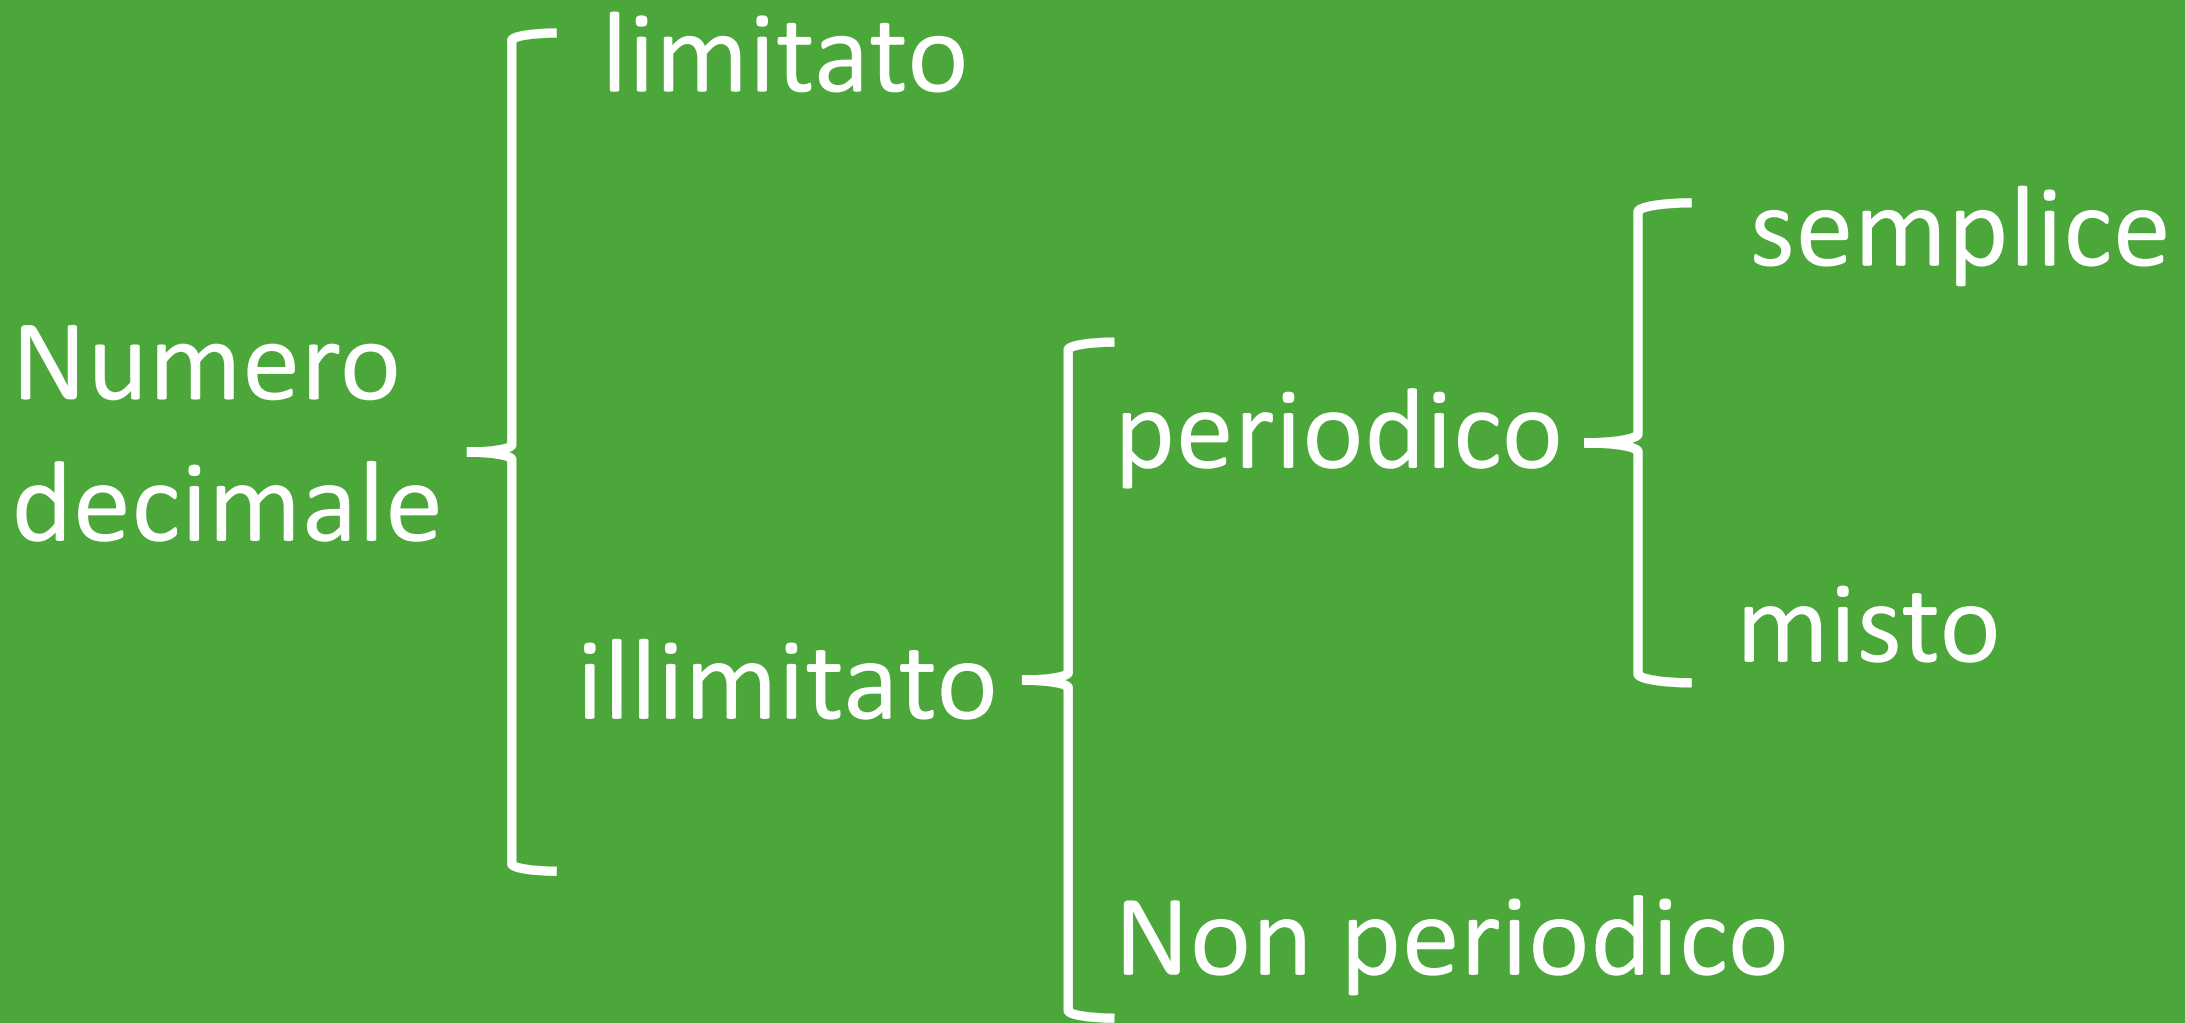 limitato
semplice
Numero
decimale
periodico
misto
illimitato
Non periodico